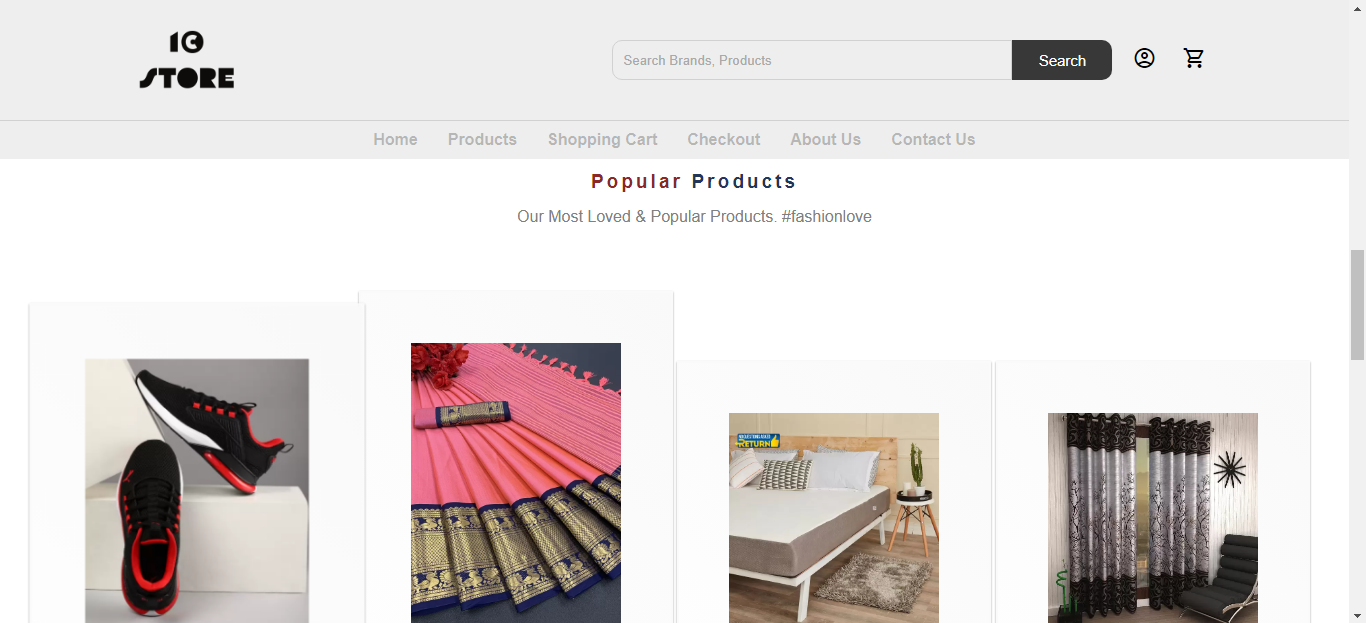 10
STORE
Search Brands, Products
Search
Home Products Shopping Cart Checkout About Us Contact Us
Popular Products
Our Most Loved & Popular Products. #fashionlove
RETURN